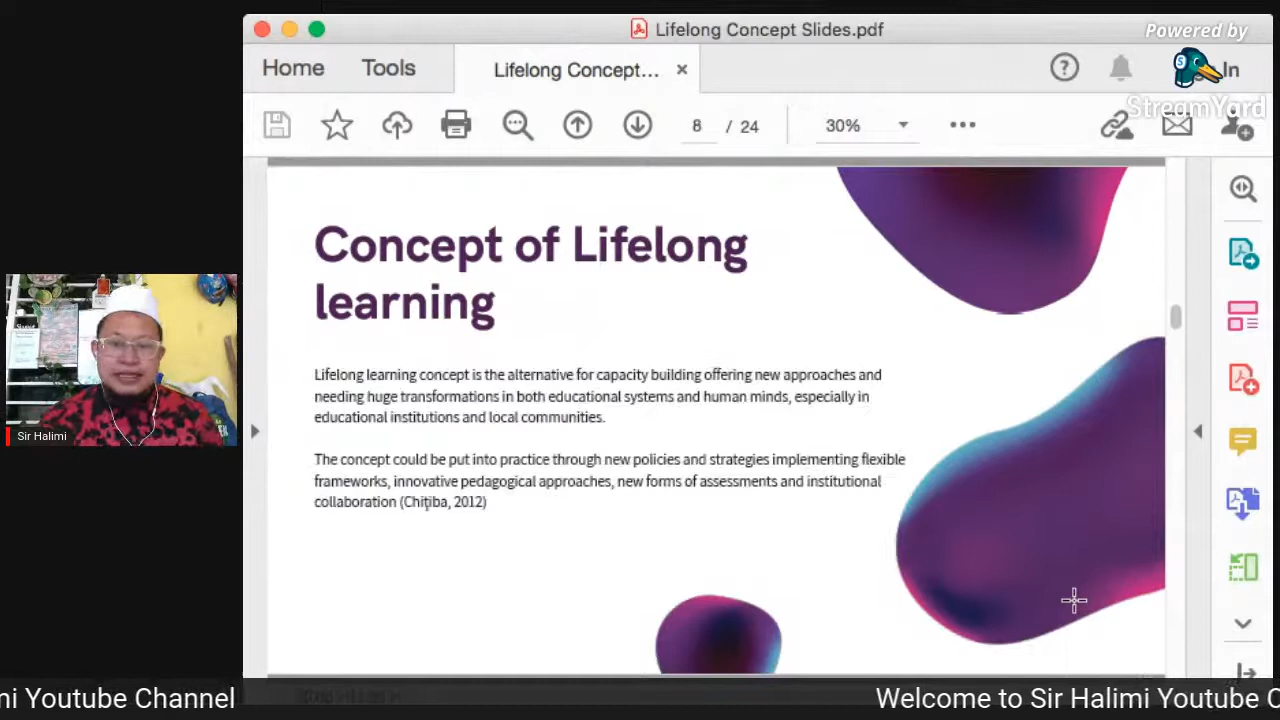 Lifelong Concept Slides.pdf
Powered by
Home
Tools
Lifelong Concept...
In
StreamYard
8 / 24
30%
Concept of Lifelong
learning
Lifelong learning concept is the alternative for capacity building offering new approaches and
needing huge transformations in both educational systems and human minds, especially in
educational institutions and local communities.
The concept could be put into practice through new policies and strategies implementing flexible
frameworks, innovative pedagogical approaches, new forms of assessments and institutional
collaboration (Chiţiba, 2012)
Sir Halimi
mi Youtube Channel
Welcome to Sir Halimi Youtube C